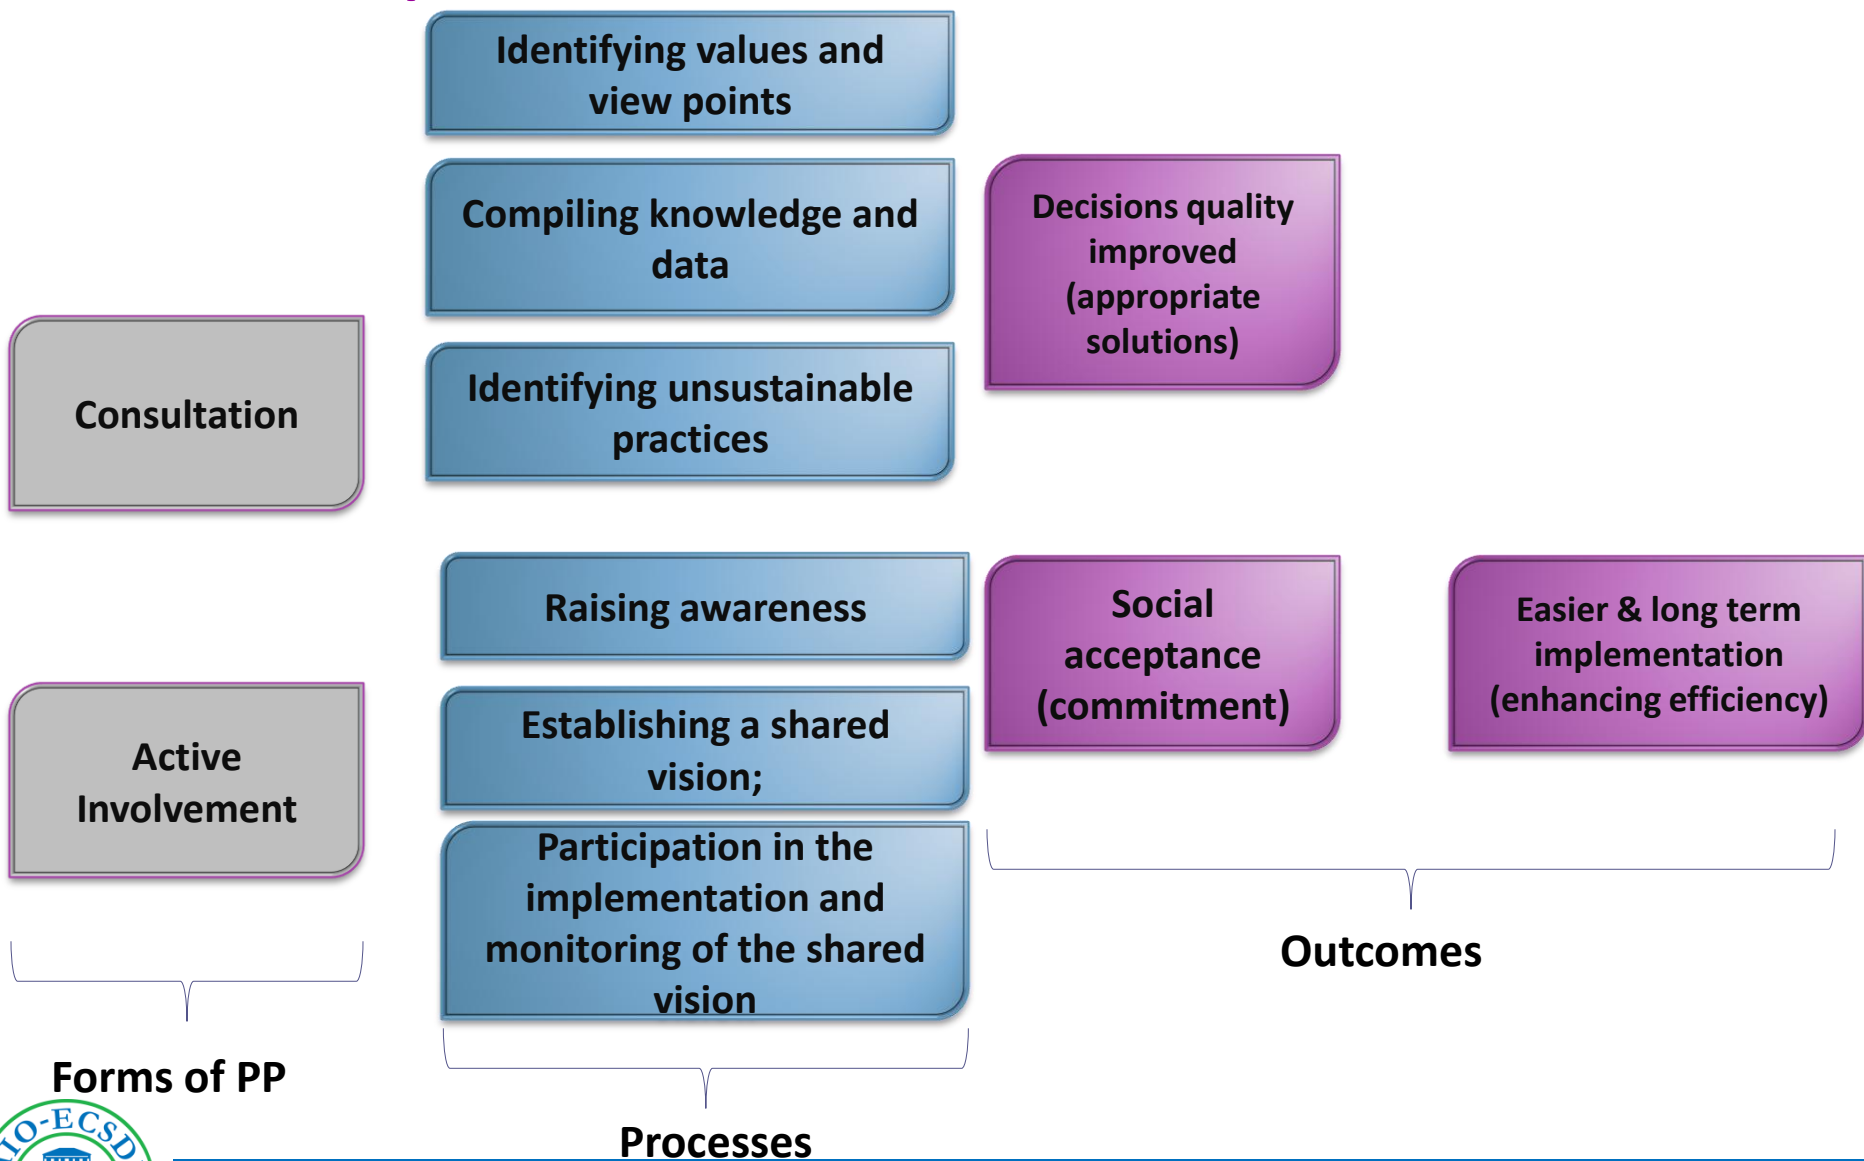 Identifying values and
view points
Compiling knowledge and
data
Identifying unsustainable
practices
Decisions quality
improved
(appropriate
solutions)
Consultation
Raising awareness
Establishing a shared
vision;
Participation in the
implementation and
monitoring of the shared
vision
Social
acceptance
(commitment)
Easier & long term
implementation
(enhancing efficiency)
Active
Involvement
Outcomes
Forms of PP
Processes
IO-ECSD